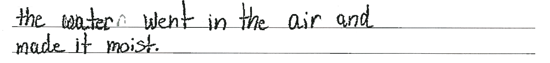 the water went in the air and
made it moist.